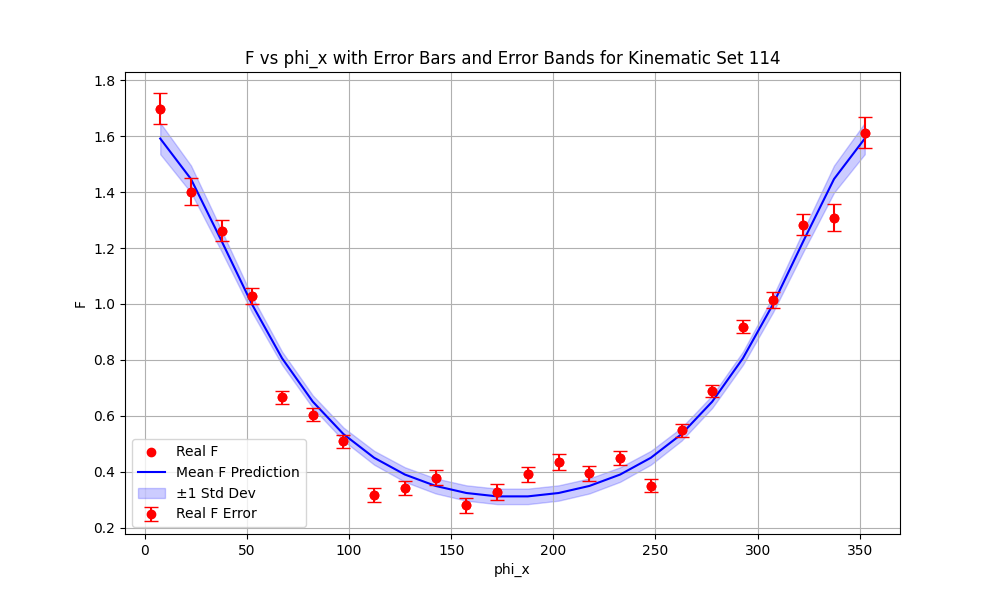 F vs phi_x with Error Bars and Error Bands for Kinematic Set 114
1.8
1.6
1.4
1.2
1.0
0.8
0.6
0.4
0.2
F
Real F
Mean F Prediction
±1 Std Dev
Real F Error
0 50 100 150 200 250 300 350
phi_x